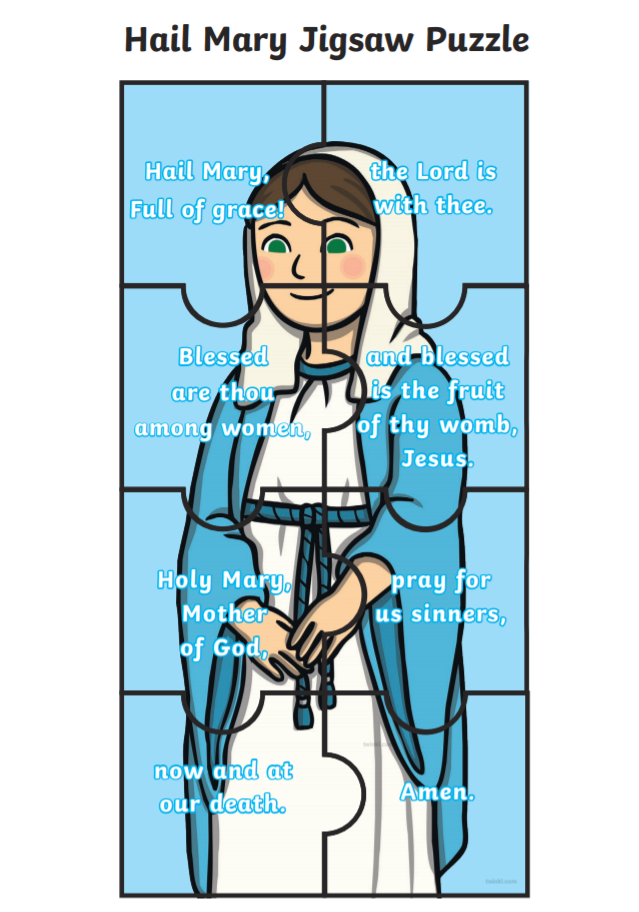 Hail Mary Jigsaw Puzzle
Hail Mary,
Full of grace!
the Lord is
with thee.
Blessed
are thou
among women,
and blessed
is the fruit
of thy womb,
Jesus.
Holy Mary,
Mother
of God,
pray for
us sinners,
now and at
our death.
Amen.
twinkl.com